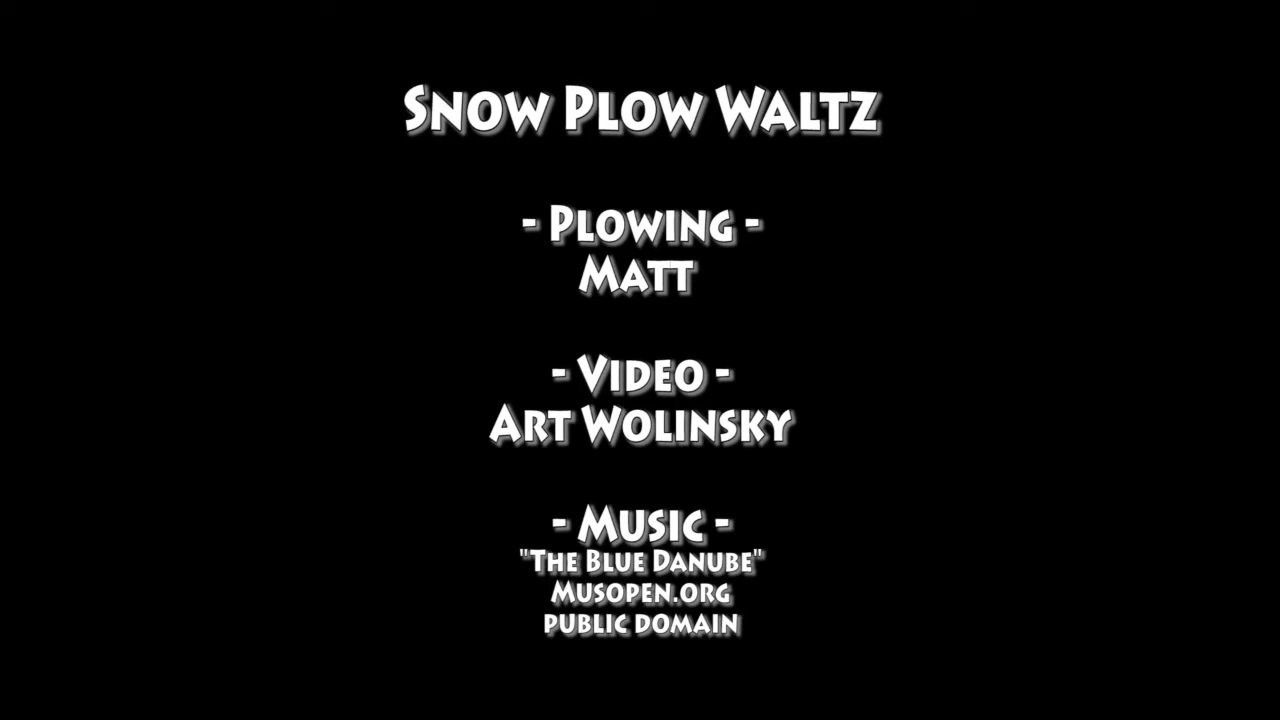 Snow Plow Waltz
- Plowing -
Matt
- Video -
Art Wolinsky
- Music -
"The Blue Danube"
Musopen.org
public domain